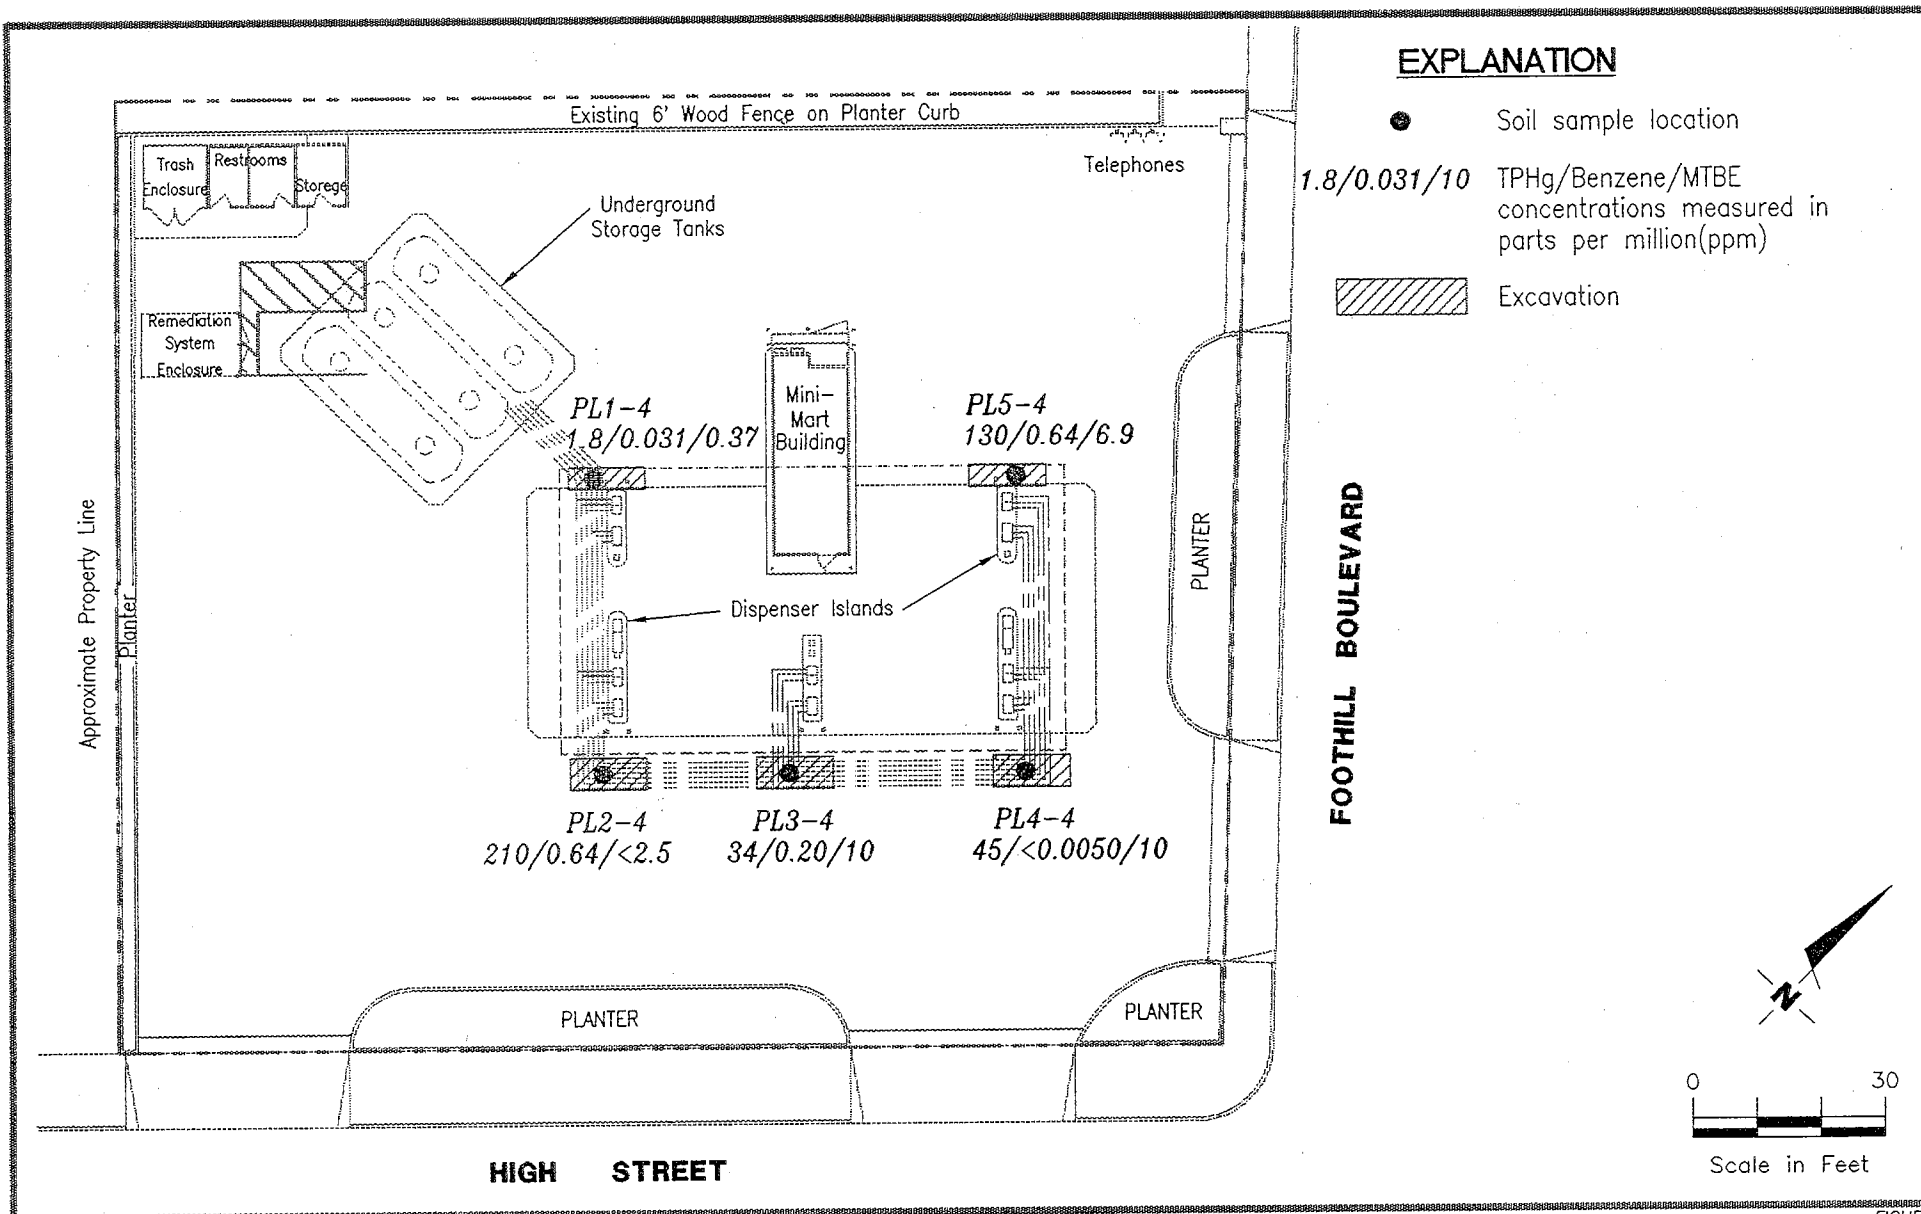 EXPLANATION
Existing 6' Wood Fence on Planter Curb
Soil sample location
Telephones
1.8/0.031/10 TPHg/Benzene/MTBE
concentrations measured in
parts per million(ppm)
Excavation
Trash
Enclosure
Restrooms
Storege
Underground
Storage Tanks
Remediation
System
Enclosure
PL1-4
1.8/0.031/0.37
Mini-
Mart
Building
PL5-4
130/0.64/6.9
Approximate Property Line
Planter
Dispenser Islands
PLANTER
FOOTHILL BOULEVARD
PL2-4
210/0.64/<2.5
PL3-4
34/0.20/10
PL4-4
45/<0.0050/10
PLANTER
PLANTER
N
0 30
Scale in Feet
HIGH STREET